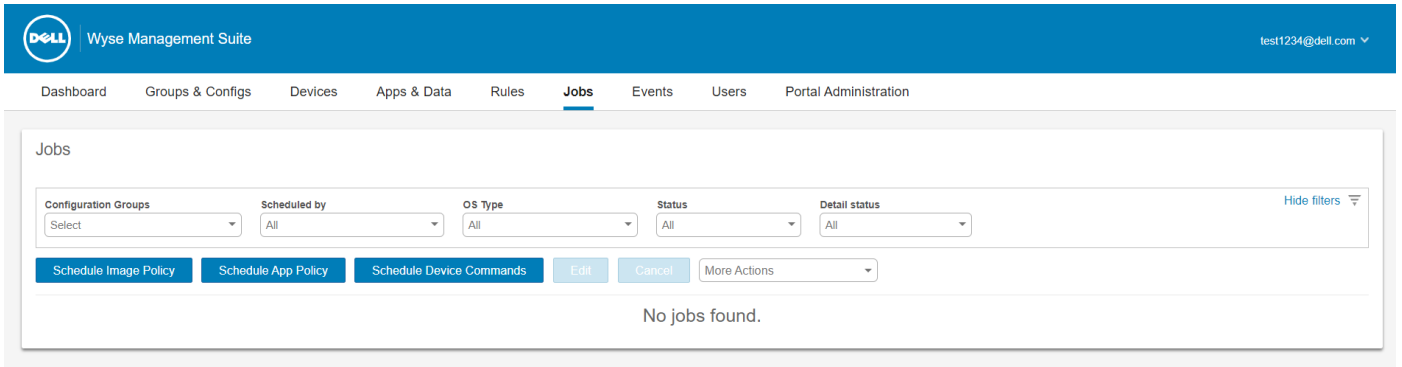 DELL Wyse Management Suite test1234@dell.com
Dashboard Groups & Configs Devices Apps & Data Rules Jobs Events Users Portal Administration
Jobs
Hide filters
Configuration Groups Scheduled by OS Type Status Detail status
Select All All All All
Schedule Image Policy Schedule App Policy Schedule Device Commands Edit Cancel More Actions
No jobs found.